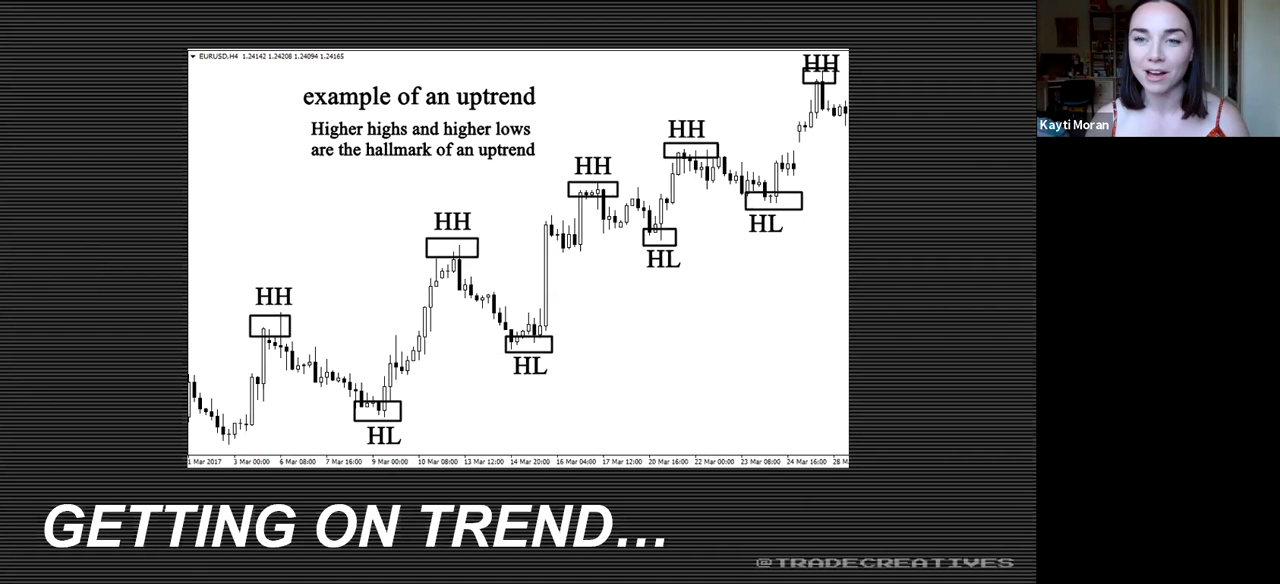 EURUSD,H4 1.24142 1.24208 1.24094 1.24165
example of an uptrend
Higher highs and higher lows
are the hallmark of an uptrend
HH
HH
HH
HH
HH
HL
HL
HL
HL
1 Mar 2017 3 Mar 00:00 6 Mar 08:00 7 Mar 16:00 9 Mar 00:00 10 Mar 08:00 13 Mar 12:00 14 Mar 20:00 16 Mar 04:00 17 Mar 12:00 20 Mar 16:00 22 Mar 00:00 23 Mar 08:00 24 Mar 16:00 28 M
GETTING ON TREND...
@TRADECREATIVES
Kayti Moran